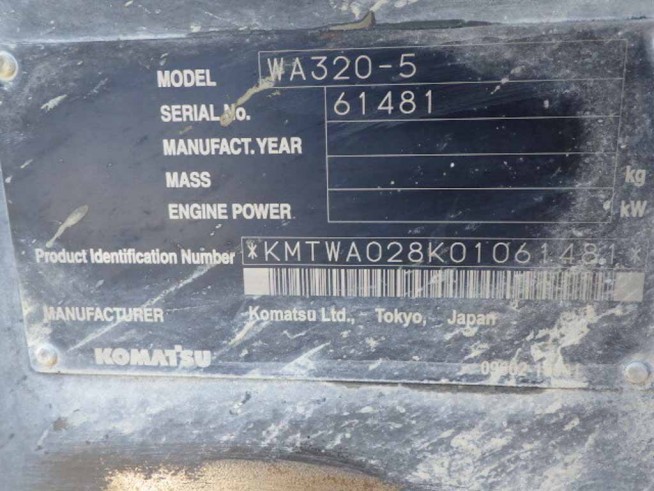 MODEL WA320-5
SERIAL No. 61481
MANUFACT. YEAR
MASS kg
ENGINE POWER kW
Product Identification Number *KMTWA028K01061481*
MANUFACTURER Komatsu Ltd., Tokyo, Japan
KOMATSU